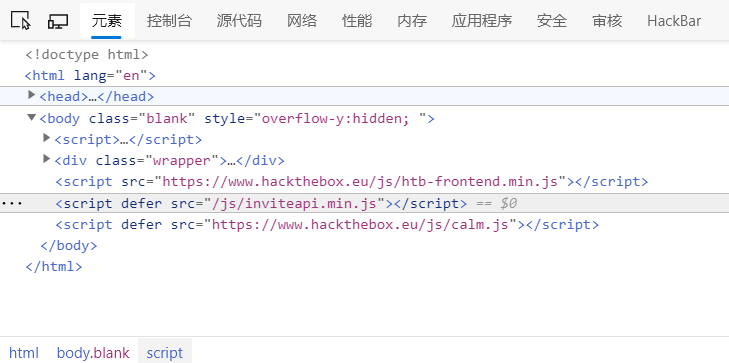 元素 控制台 源代码 网络 性能 内存 应用程序 安全 审核 HackBar
<!doctype html>
<html lang="en">
<head>…</head>
<body class="blank" style="overflow-y:hidden; ">
<script>…</script>
<div class="wrapper">…</div>
<script src="https://www.hackthebox.eu/js/htb-frontend.min.js"></script>
<script defer src="/js/inviteapi.min.js"></script> == $0
<script defer src="https://www.hackthebox.eu/js/calm.js"></script>
</body>
</html>
html body.blank script